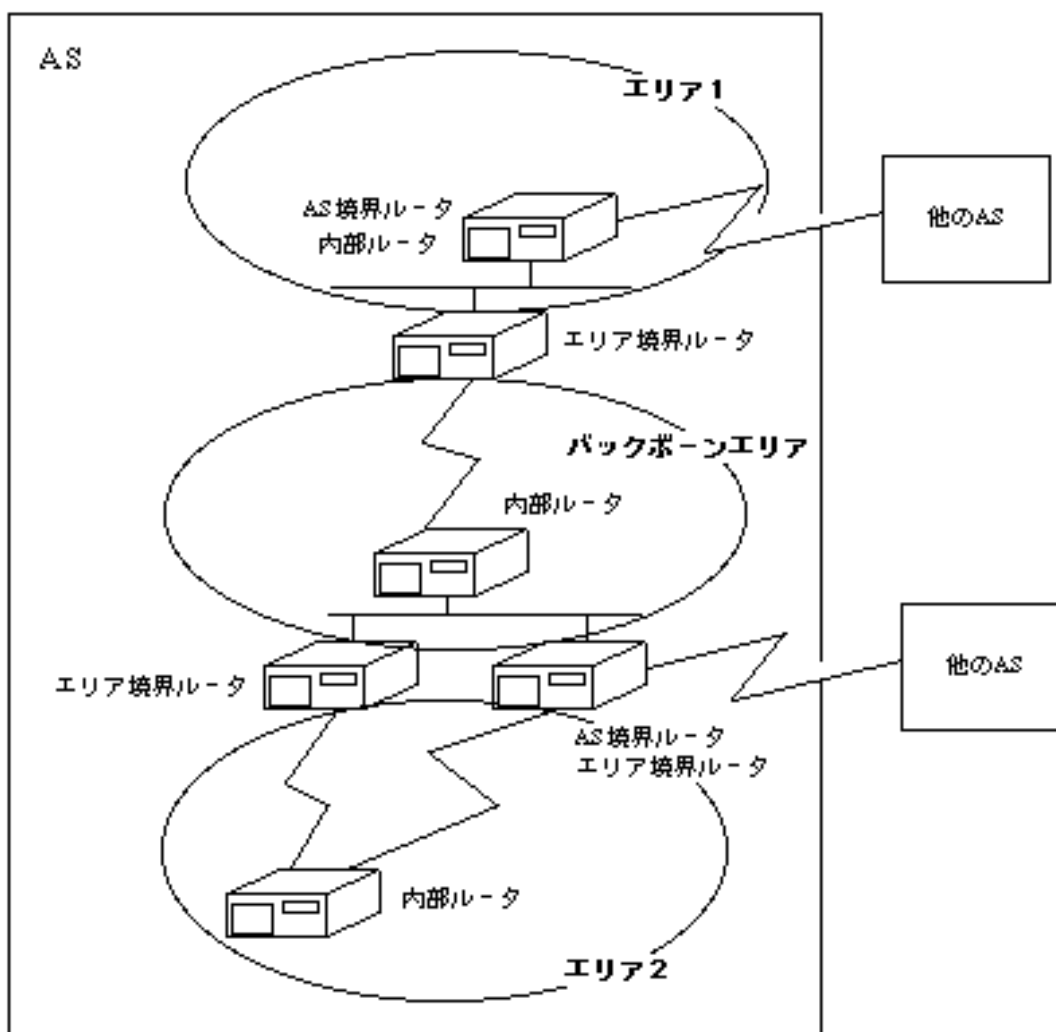 AS
エリア1
AS境界ルータ
内部ルータ
他のAS
エリア境界ルータ
バックボーンエリア
内部ルータ
エリア境界ルータ
他のAS
AS境界ルータ
エリア境界ルータ
内部ルータ
エリア2